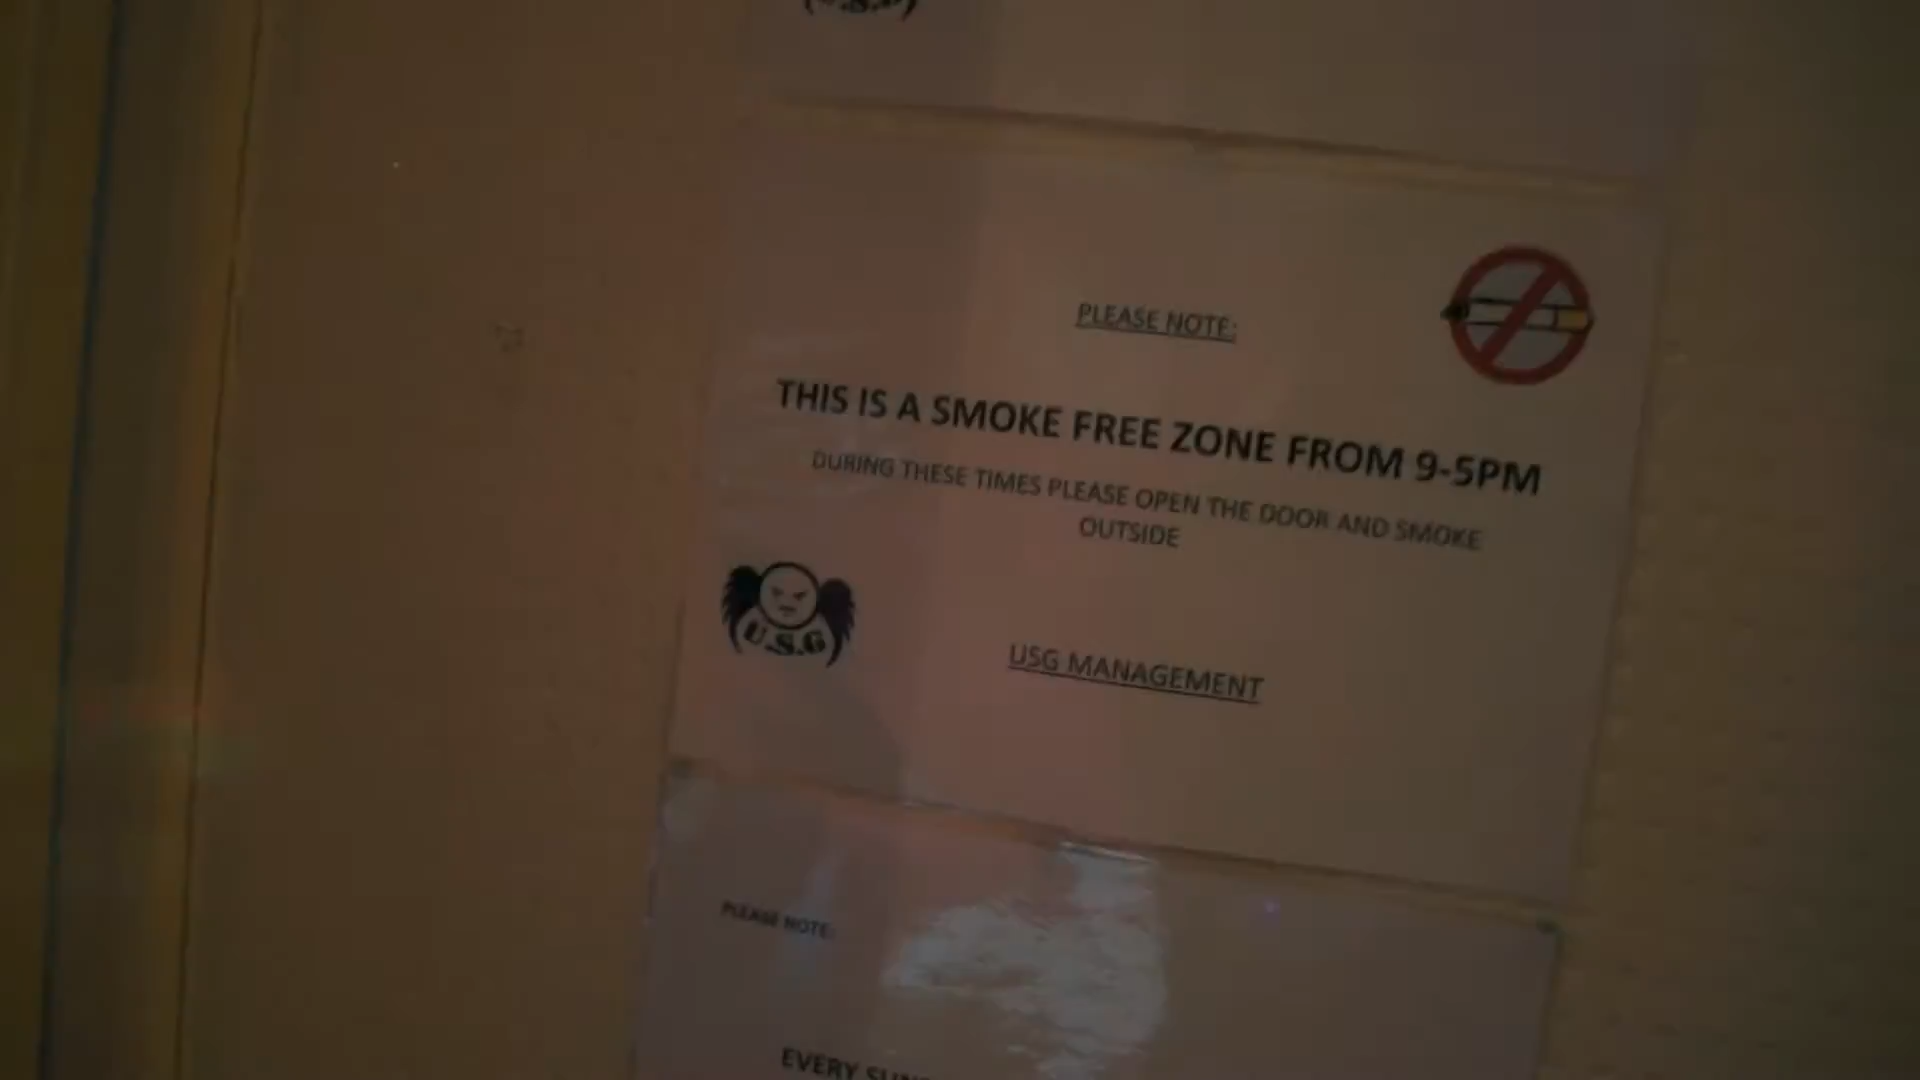 PLEASE NOTE:
THIS IS A SMOKE FREE ZONE FROM 9-5PM
DURING THESE TIMES PLEASE OPEN THE DOOR AND SMOKE
OUTSIDE
U.S.G
USG MANAGEMENT
PLEASE NOTE:
EVERY